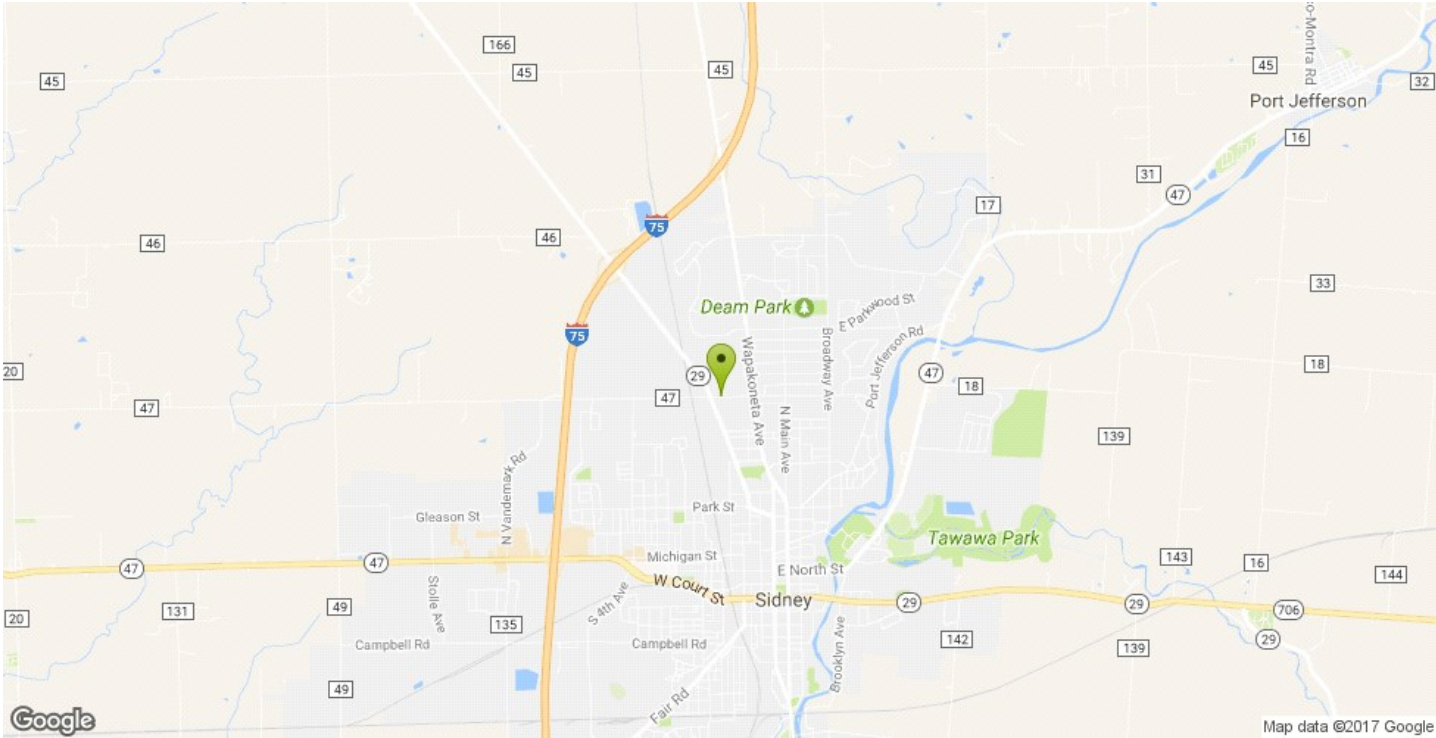 166
45
45
45
45
o-Montra Rd
32
Port Jefferson
16
31
47
17
75
46
46
33
Deam Park
E Parkwood St
75
Wapakoneta Ave
Broadway Ave
Port Jefferson Rd
18
20
29
47
18
47
47
N Main Ave
139
N Vandemark Rd
Park St
Gleason St
Tawawa Park
47
47
Michigan St
E North St
143
16
144
W Court St
Sidney
S 4th Ave
Stolle Ave
20
131
49
135
29
29
706
29
Campbell Rd
Campbell Rd
Brooklyn Ave
142
139
49
Fair Rd
Google
Map data ©2017 Google